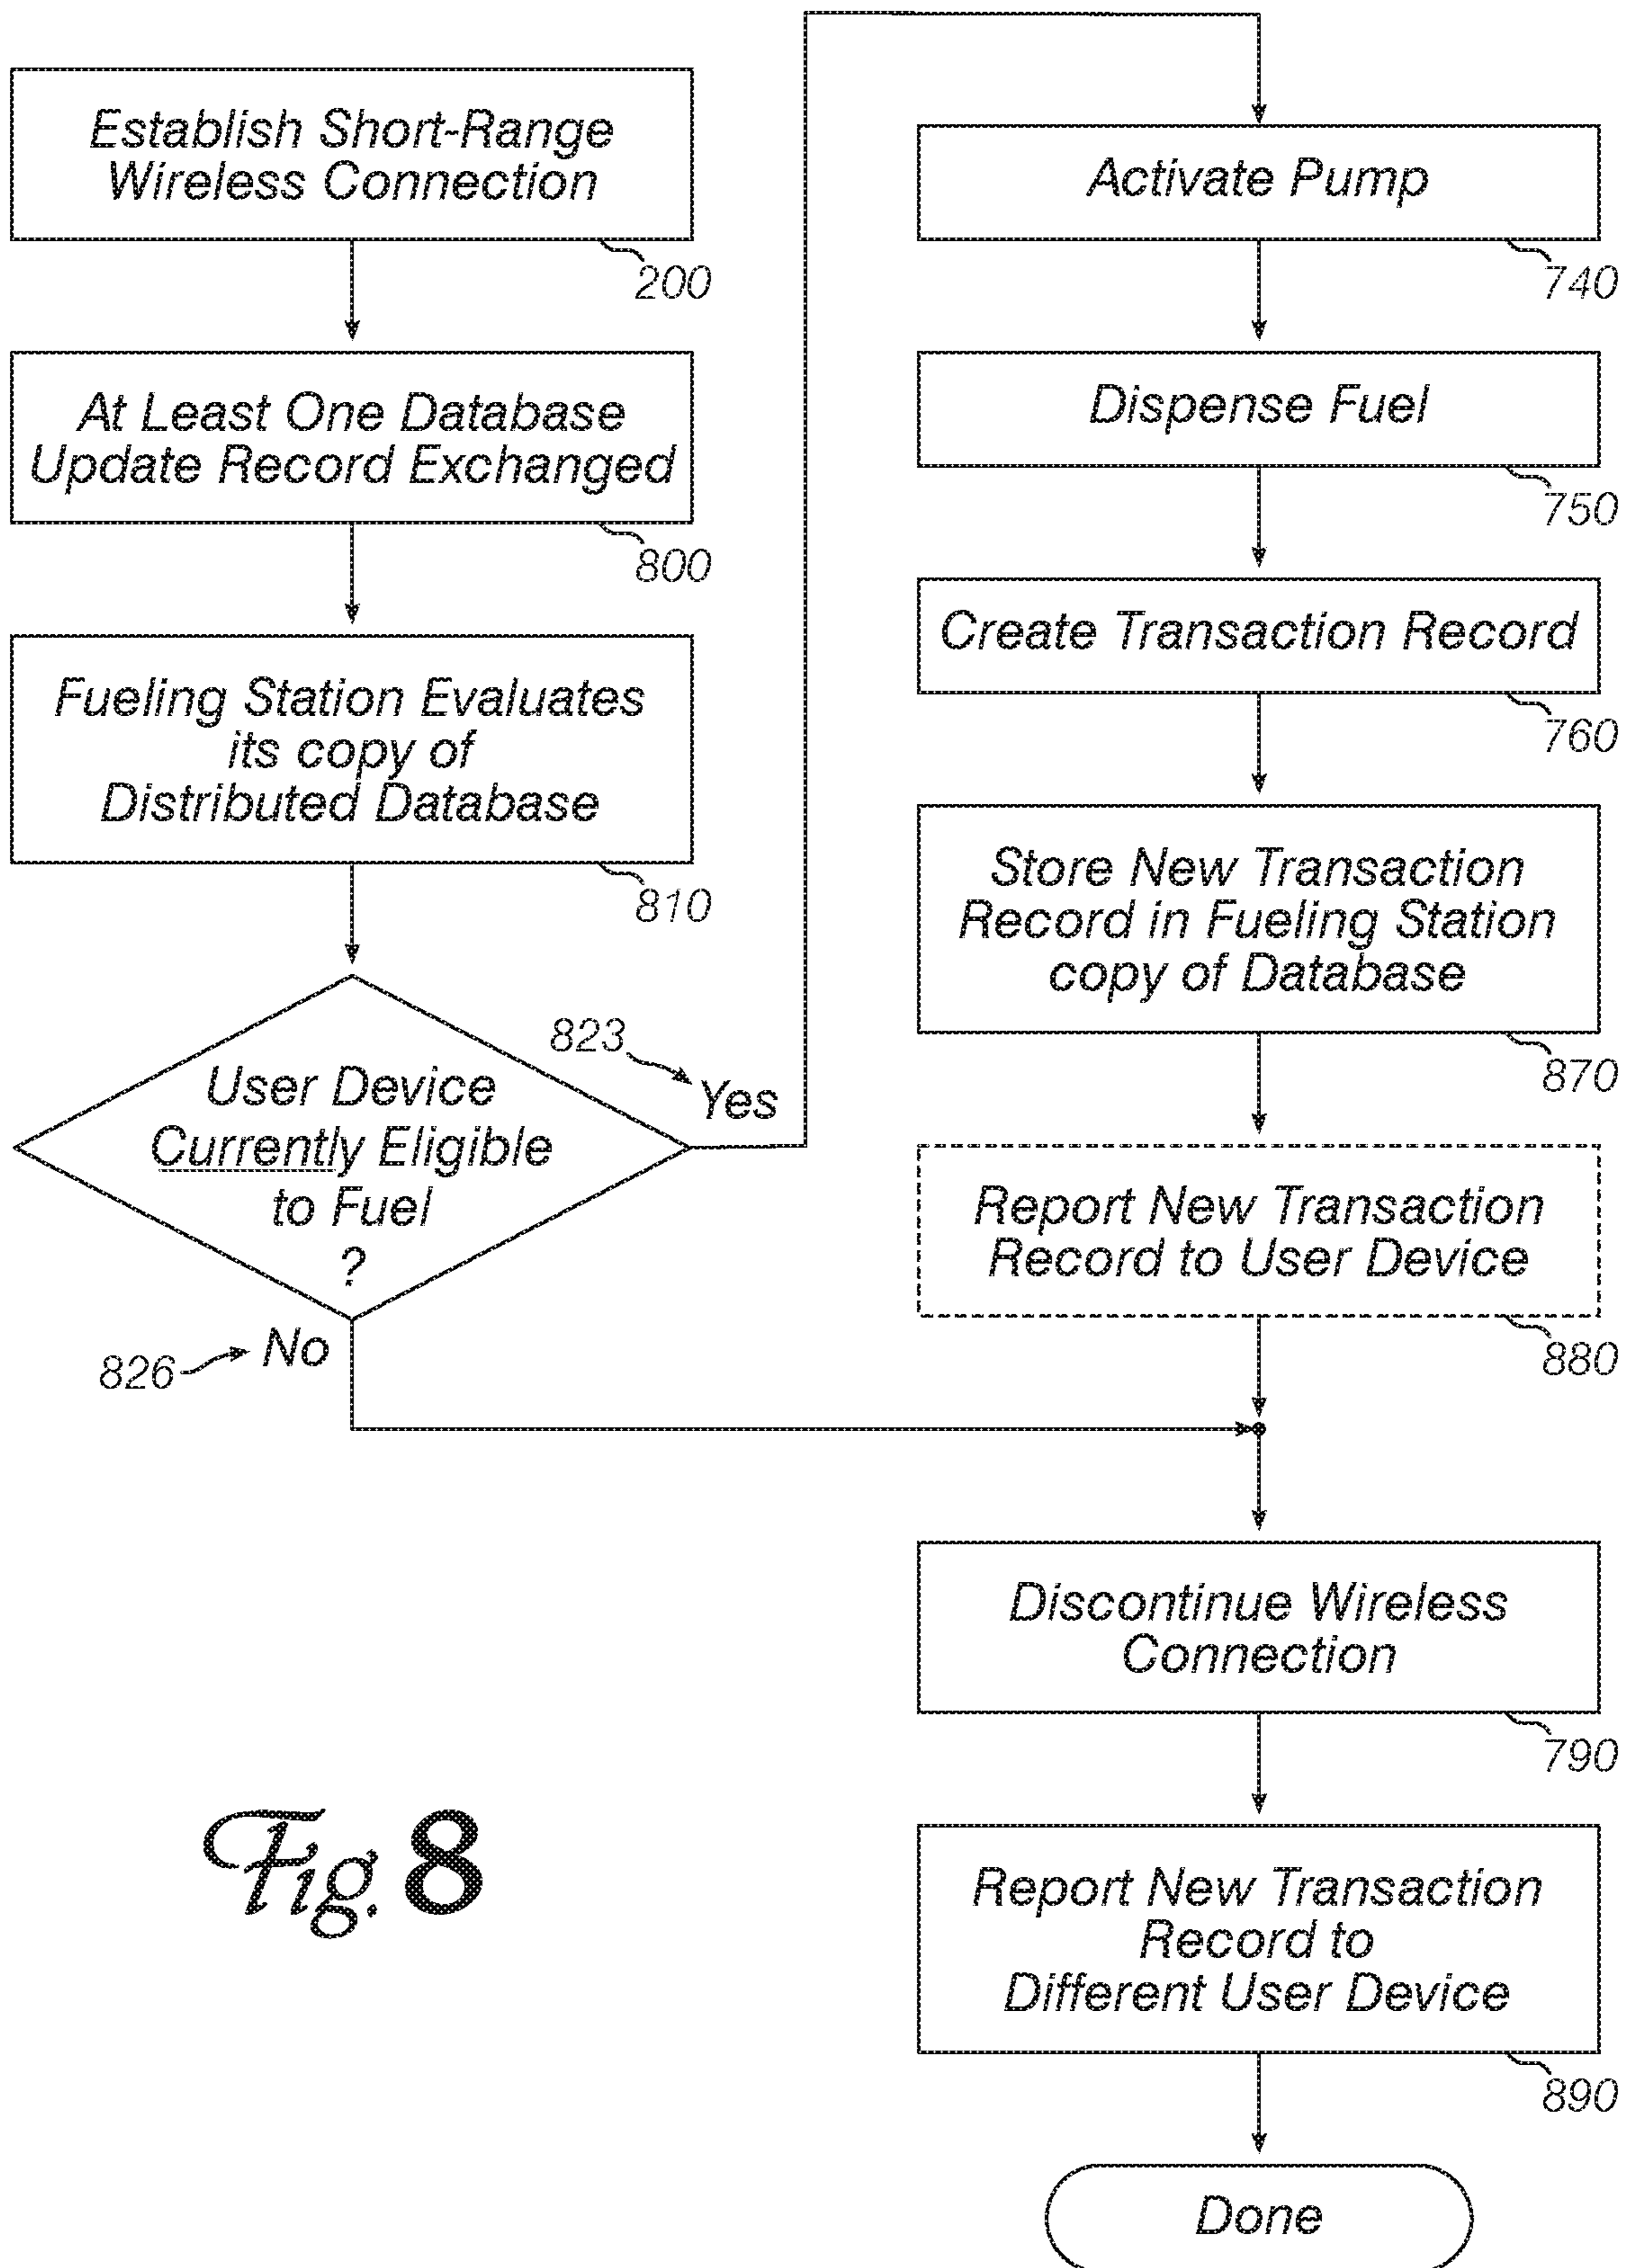 Establish Short-Range
Wireless Connection
200
At Least One Database
Update Record Exchanged
800
Fueling Station Evaluates
its copy of
Distributed Database
810
User Device
Currently Eligible
to Fuel
?
823
Yes
826
No
Activate Pump
740
Dispense Fuel
750
Create Transaction Record
760
Store New Transaction
Record in Fueling Station
copy of Database
870
Report New Transaction
Record to User Device
880
Discontinue Wireless
Connection
790
Report New Transaction
Record to
Different User Device
890
Done
Fig. 8